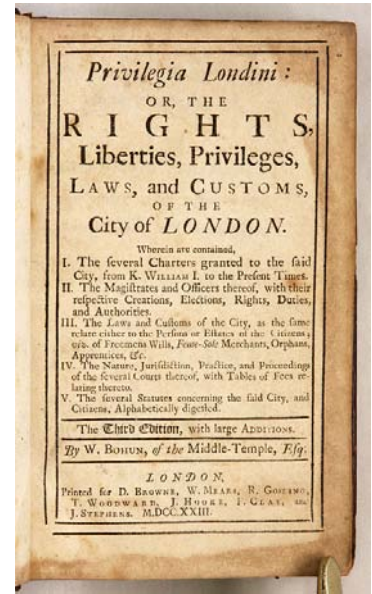 Privilegia Londini:
OR, THE
RIGHTS,
Liberties, Privileges,
LAWS, and CUSTOMS,
OF THE
City of LONDON.
Wherein are contained,
I. The ſeveral Charters granted to the ſaid
City, from K. WILLIAM I. to the Preſent Times.
II. The Magiſtrates and Officers thereof, with their
reſpective Creations, Elections, Rights, Duties,
and Authorities.
III. The Laws and Cuſtoms of the City, as the ſame
relate either to the Perſons or Eſtates of the Citizens;
viz. of Freemens Wills, Feme-Sole Merchants, Orphans,
Apprentices, &c.
IV. The Nature, Juriſdiction, Practice, and Proceedings
of the ſeveral Courts thereof, with Tables of Fees re-
lating thereto.
V. The ſeveral Statutes concerning the ſaid City, and
Citizens, Alphabetically digeſted.
The Third Edition, with large ADDITIONS.
By W. BOHUN, of the Middle-Temple, Eſq;
LONDON,
Printed for D. BROWNE, W. MEARS, R. GOSLING,
T. WOODWARD, J. HOOKE, F. CLAY, and
J. STEPHENS. M.DCC.XXIII.